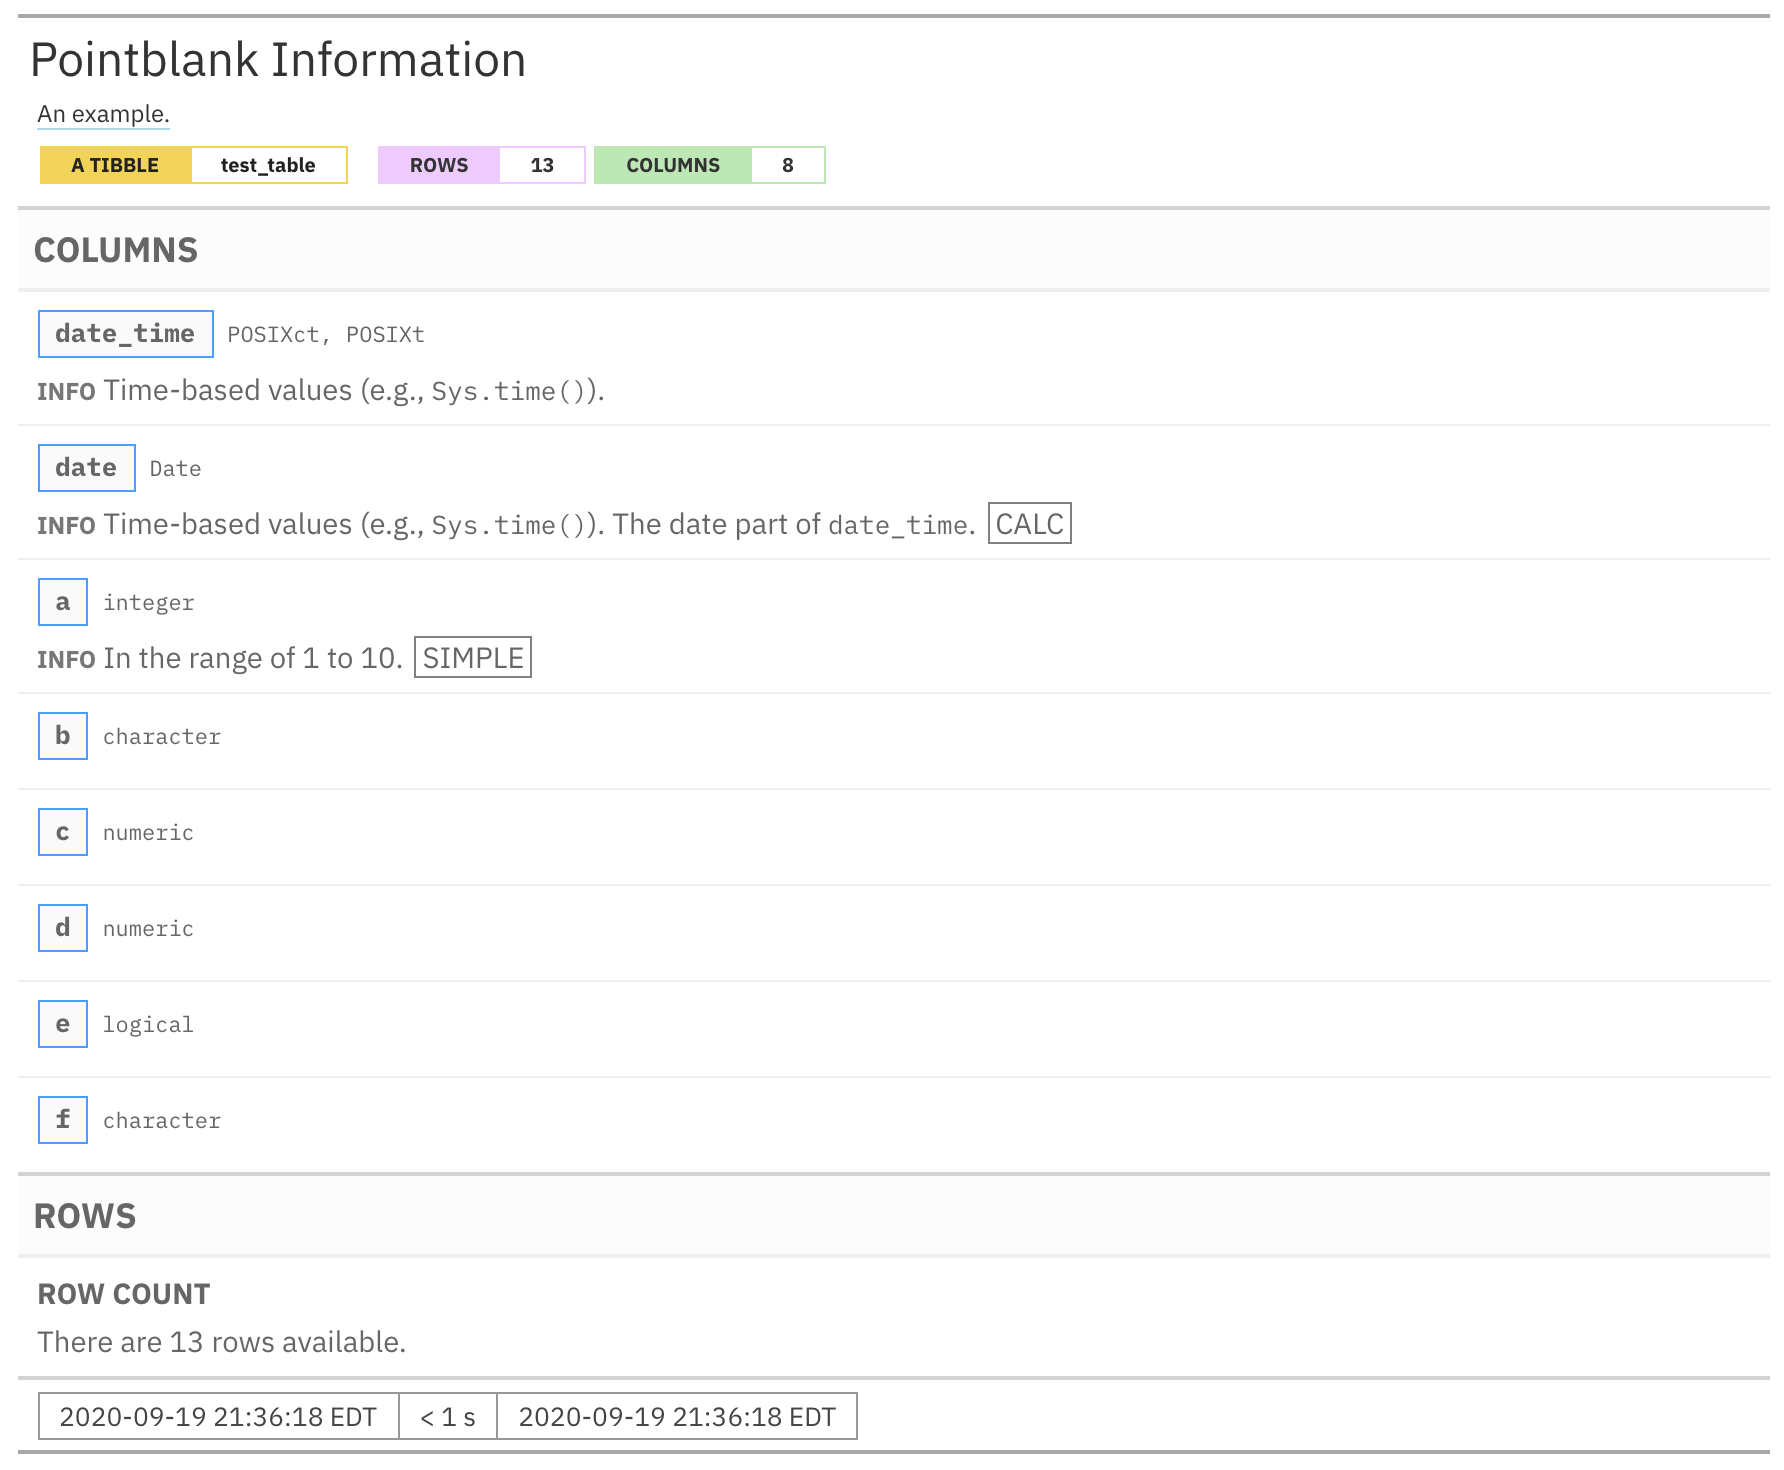 Pointblank Information
An example.
A TIBBLE test_table ROWS 13 COLUMNS 8
COLUMNS
date_time POSIXct, POSIXt
INFO Time-based values (e.g., Sys.time()).
date Date
INFO Time-based values (e.g., Sys.time()). The date part of date_time. CALC
a integer
INFO In the range of 1 to 10. SIMPLE
b character
c numeric
d numeric
e logical
f character
ROWS
ROW COUNT
There are 13 rows available.
2020-09-19 21:36:18 EDT < 1 s 2020-09-19 21:36:18 EDT